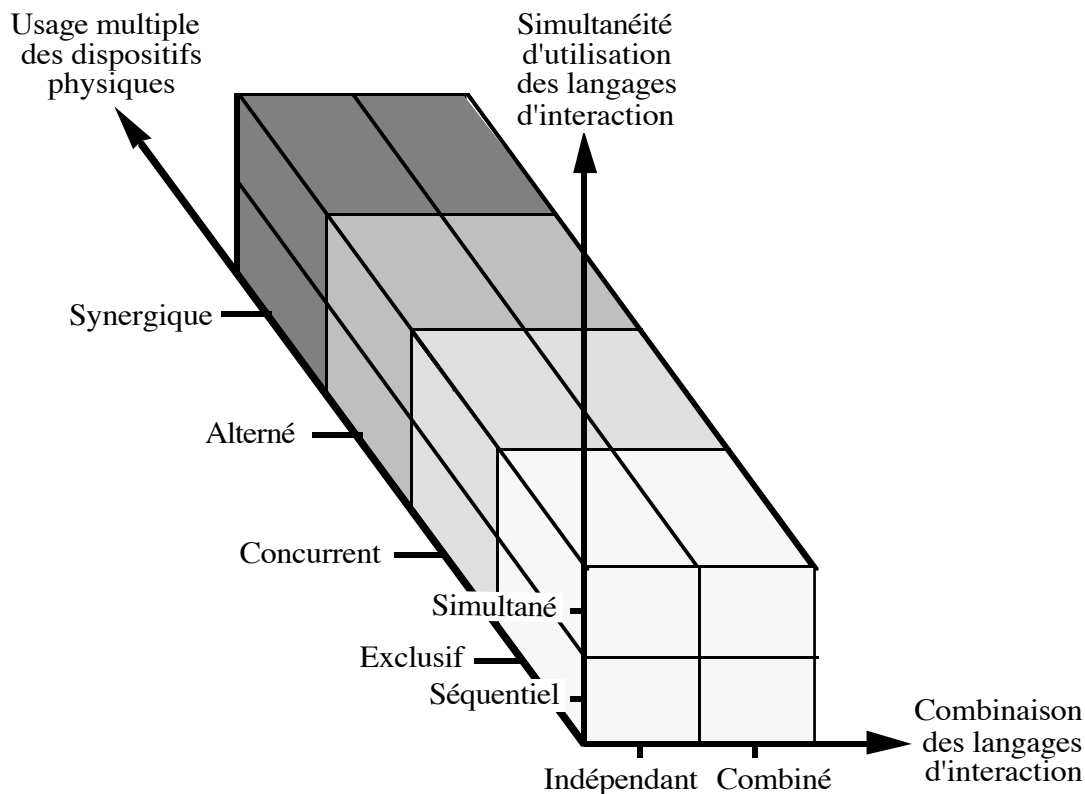 Usage multiple
des dispositifs
physiques
Simultanéité
d'utilisation
des langages
d'interaction
Synergique
Alterné
Concurrent
Simultané
Exclusif
Séquentiel
Combinaison
des langages
d'interaction
Indépendant
Combiné